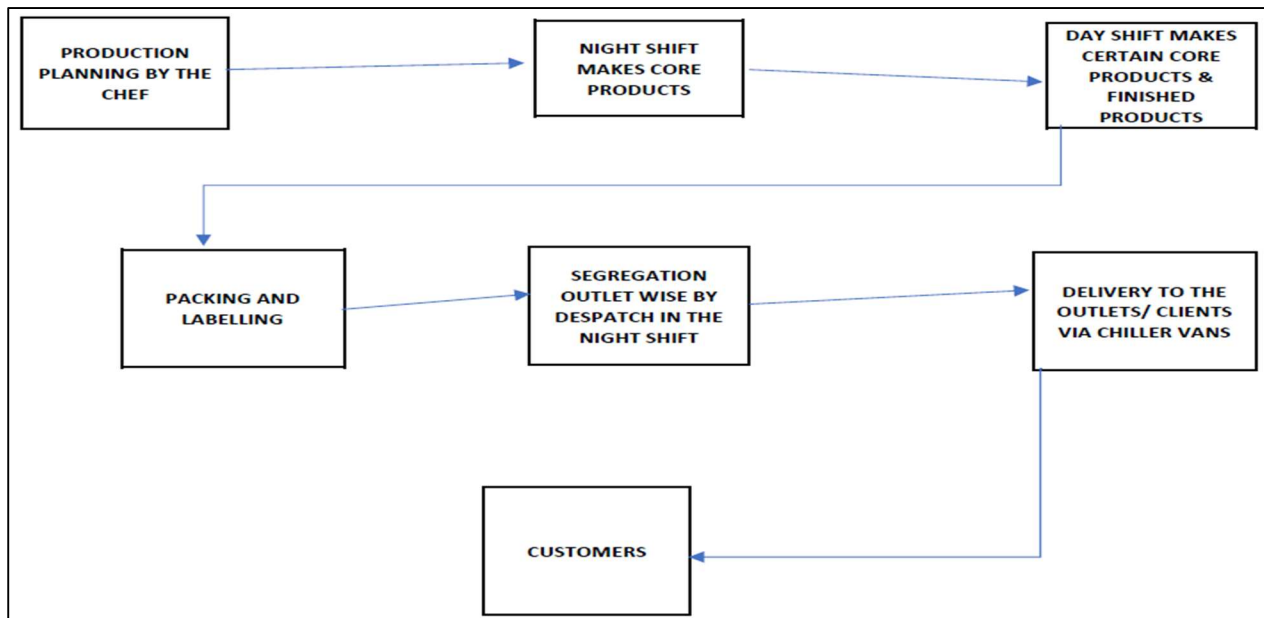 PRODUCTION
PLANNING BY THE
CHEF
NIGHT SHIFT
MAKES CORE
PRODUCTS
DAY SHIFT MAKES
CERTAIN CORE
PRODUCTS &
FINISHED
PRODUCTS
PACKING AND
LABELLING
SEGREGATION
OUTLET WISE BY
DESPATCH IN THE
NIGHT SHIFT
DELIVERY TO THE
OUTLETS/ CLIENTS
VIA CHILLER VANS
CUSTOMERS